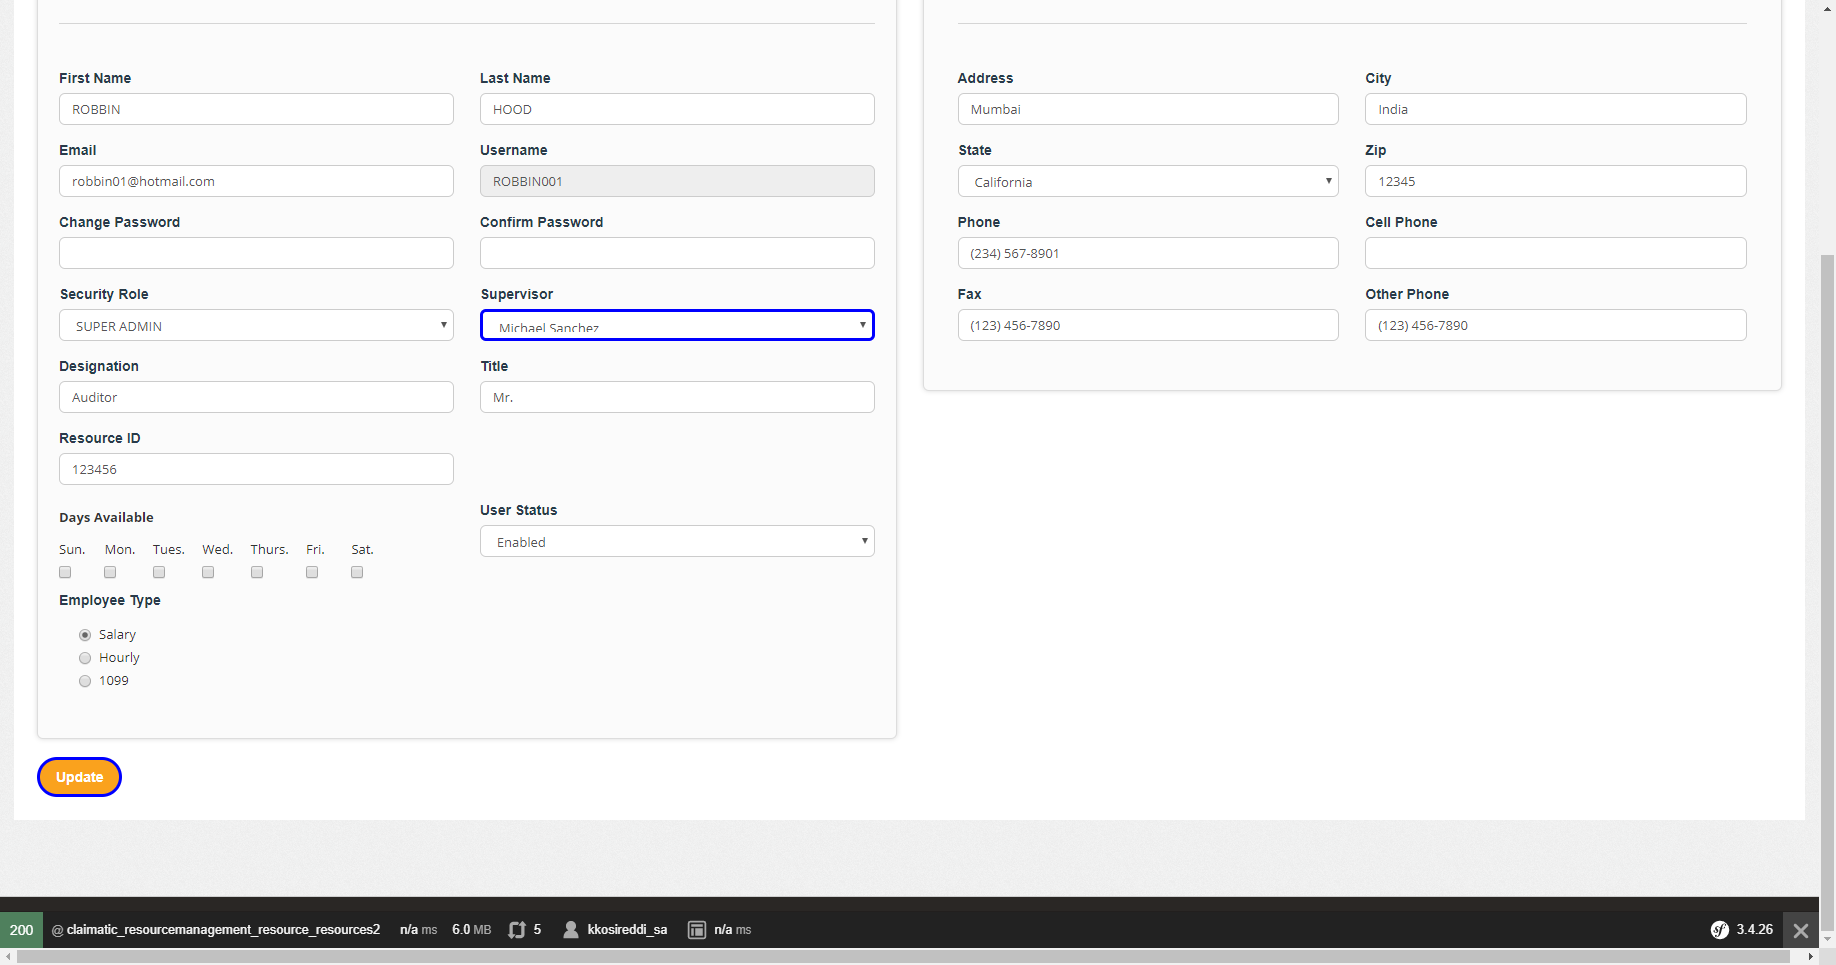 First Name
Last Name
ROBBIN
HOOD
Email
Username
robbin01@hotmail.com
ROBBIN001
Change Password
Confirm Password
Security Role
Supervisor
SUPER ADMIN
Michael Sanchez
Designation
Title
Auditor
Mr.
Resource ID
123456
Days Available
Sun. Mon. Tues. Wed. Thurs. Fri. Sat.
User Status
Enabled
Employee Type
Salary
Hourly
1099
Update
Address
City
Mumbai
India
State
Zip
California
12345
Phone
Cell Phone
(234) 567-8901
Fax
Other Phone
(123) 456-7890
(123) 456-7890
200 @ claimatic_resourcemanagement_resource_resources2 n/a ms 6.0 MB 5 kkosireddi_sa n/a ms sf 3.4.26